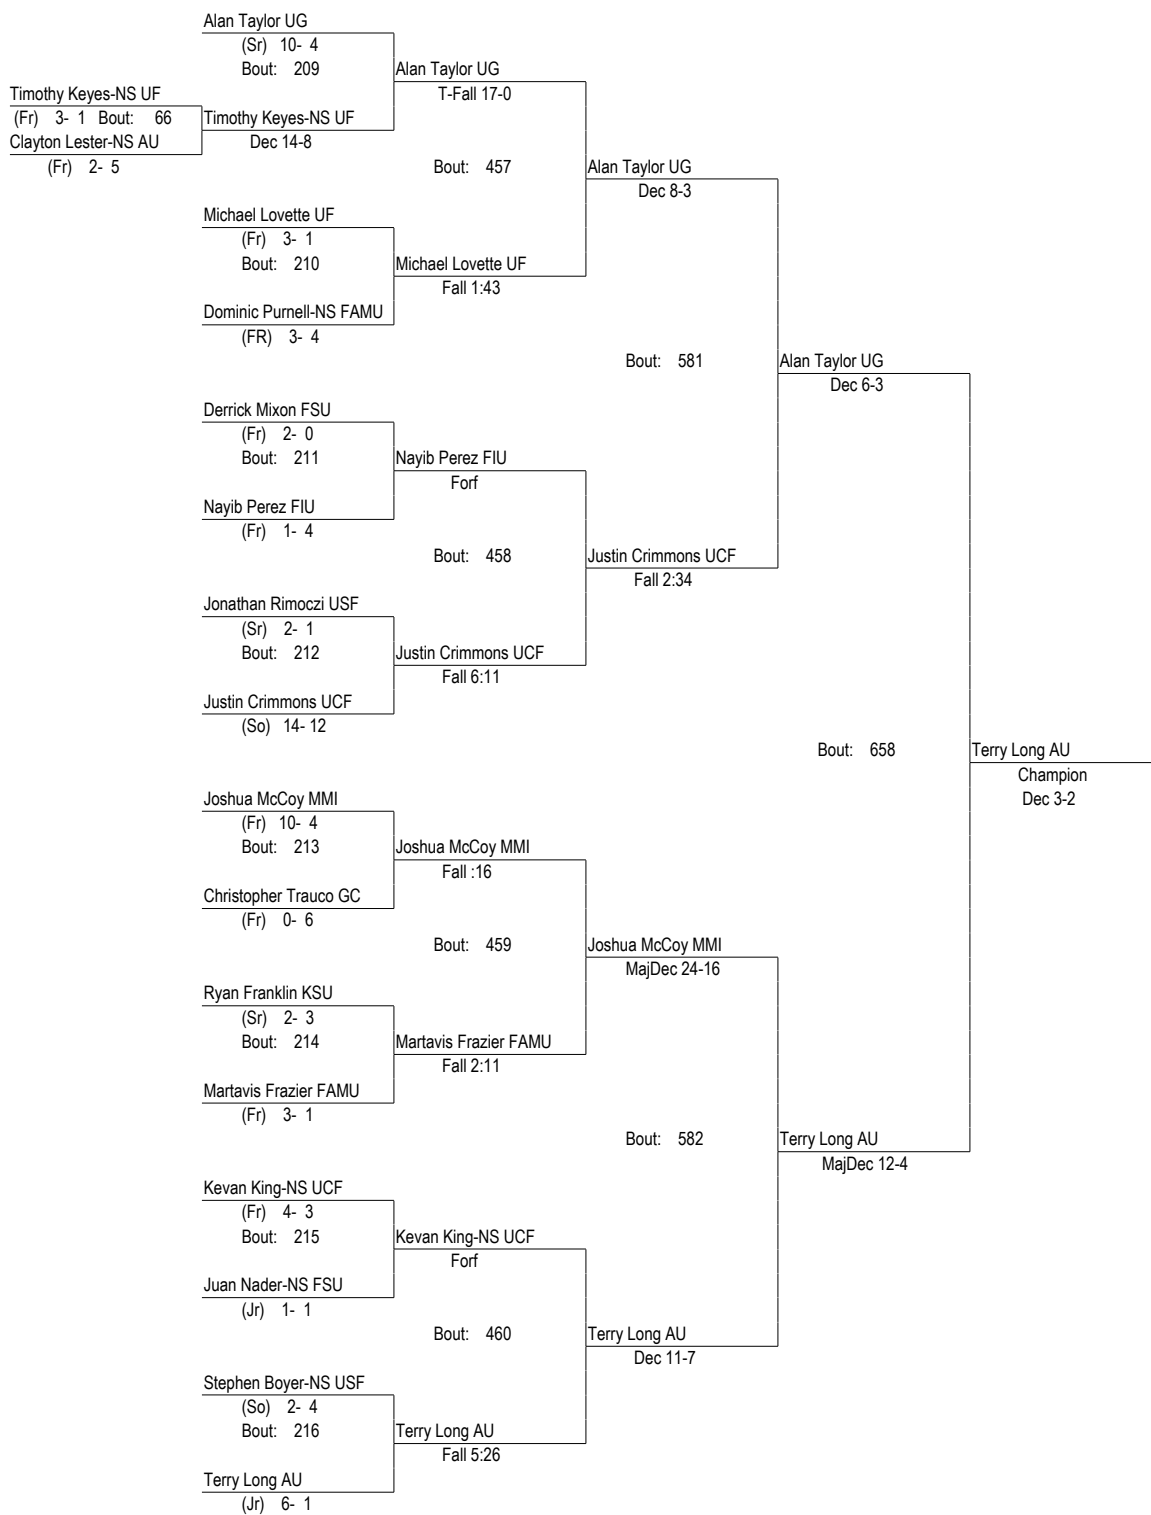 Alan Taylor UG
(Sr) 10- 4
Bout: 209
Alan Taylor UG
T-Fall 17-0
Timothy Keyes-NS UF
(Fr) 3- 1 Bout: 66
Timothy Keyes-NS UF
Dec 14-8
Clayton Lester-NS AU
(Fr) 2- 5
Bout: 457
Alan Taylor UG
Dec 8-3
Michael Lovette UF
(Fr) 3- 1
Bout: 210
Michael Lovette UF
Fall 1:43
Dominic Purnell-NS FAMU
(FR) 3- 4
Bout: 581
Alan Taylor UG
Dec 6-3
Derrick Mixon FSU
(Fr) 2- 0
Bout: 211
Nayib Perez FIU
Forf
Nayib Perez FIU
(Fr) 1- 4
Bout: 458
Justin Crimmons UCF
Fall 2:34
Jonathan Rimoczi USF
(Sr) 2- 1
Bout: 212
Justin Crimmons UCF
Fall 6:11
Justin Crimmons UCF
(So) 14- 12
Bout: 658
Terry Long AU
Champion
Dec 3-2
Joshua McCoy MMI
(Fr) 10- 4
Bout: 213
Joshua McCoy MMI
Fall :16
Christopher Trauco GC
(Fr) 0- 6
Bout: 459
Joshua McCoy MMI
MajDec 24-16
Ryan Franklin KSU
(Sr) 2- 3
Bout: 214
Martavis Frazier FAMU
Fall 2:11
Martavis Frazier FAMU
(Fr) 3- 1
Bout: 582
Terry Long AU
MajDec 12-4
Kevan King-NS UCF
(Fr) 4- 3
Bout: 215
Kevan King-NS UCF
Forf
Juan Nader-NS FSU
(Jr) 1- 1
Bout: 460
Terry Long AU
Dec 11-7
Stephen Boyer-NS USF
(So) 2- 4
Bout: 216
Terry Long AU
Fall 5:26
Terry Long AU
(Jr) 6- 1